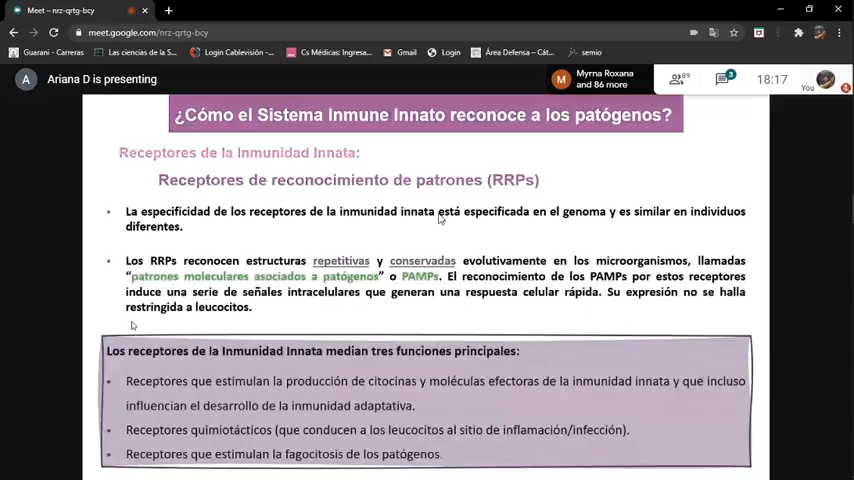 Meet – nrz-qrtg-bcy
meet.google.com/nrz-qrtg-bcy
Guarani - Carreras
Las ciencias de la S...
Login Cablevisión,...
Cs Médicas: Ingresa...
Gmail
Login
Área Defensa – Cát...
semio
A
Ariana D is presenting
M
Myrna Roxana
and 86 more
89
3
18:17
You
¿Cómo el Sistema Inmune Innato reconoce a los patógenos?
Receptores de la Inmunidad Innata:
Receptores de reconocimiento de patrones (RRPs)
• La especificidad de los receptores de la inmunidad innata está especificada en el genoma y es similar en individuos
diferentes.
• Los RRPs reconocen estructuras repetitivas y conservadas evolutivamente en los microorganismos, llamadas
“patrones moleculares asociados a patógenos” o PAMPs. El reconocimiento de los PAMPs por estos receptores
induce una serie de señales intracelulares que generan una respuesta celular rápida. Su expresión no se halla
restringida a leucocitos.
Los receptores de la Inmunidad Innata median tres funciones principales:
• Receptores que estimulan la producción de citocinas y moléculas efectoras de la inmunidad innata y que incluso
influencian el desarrollo de la inmunidad adaptativa.
• Receptores quimiotácticos (que conducen a los leucocitos al sitio de inflamación/infección).
• Receptores que estimulan la fagocitosis de los patógenos.